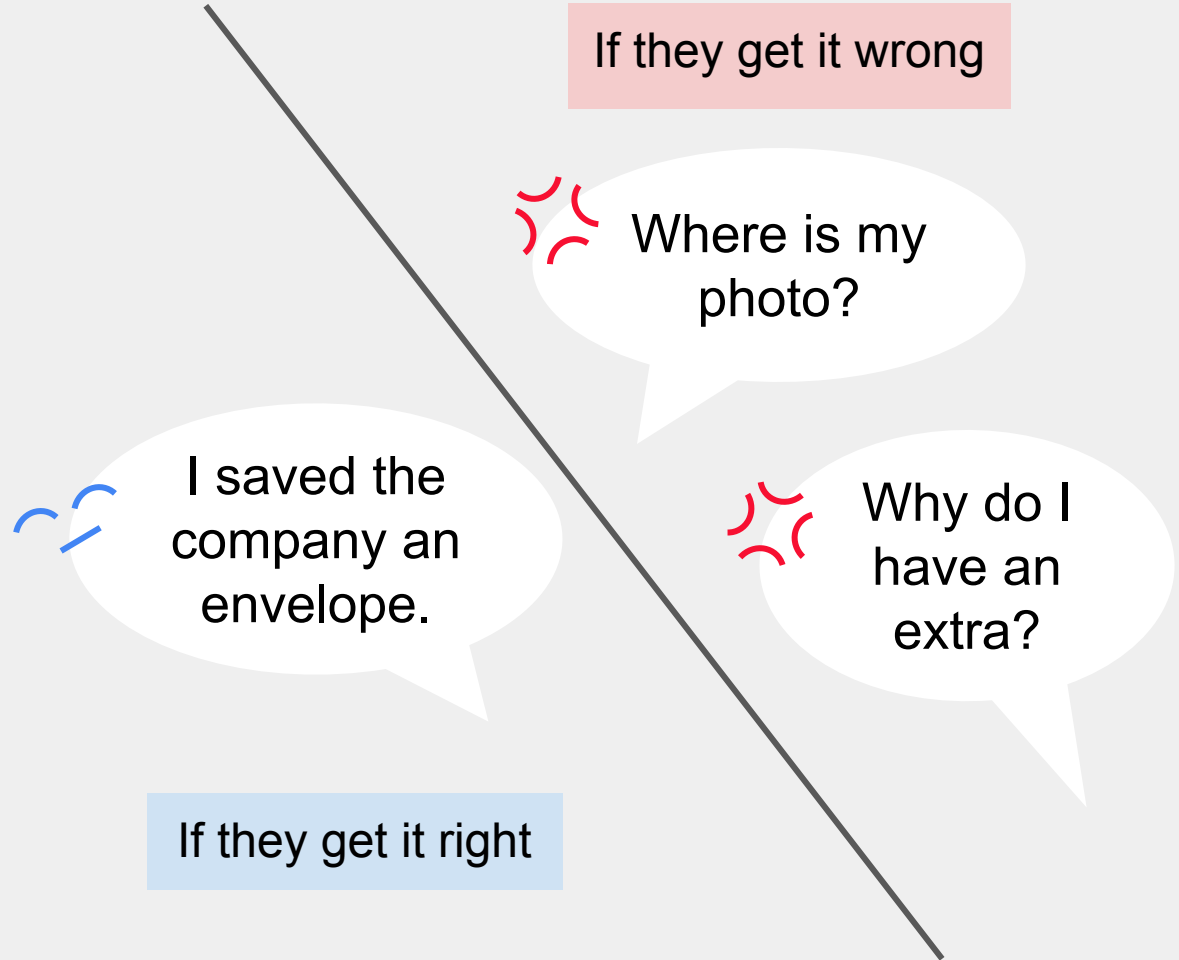 If they get it wrong
Where is my
photo?
I saved the
company an
envelope.
Why do I
have an
extra?
If they get it right